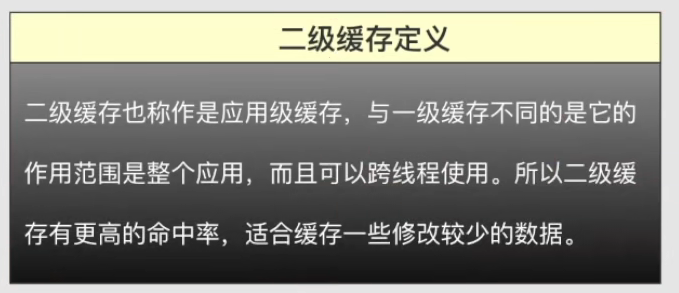 二级缓存定义
二级缓存也称作是应用级缓存，与一级缓存不同的是它的
作用范围是整个应用，而且可以跨线程使用。所以二级缓
存有更高的命中率，适合缓存一些修改较少的数据。